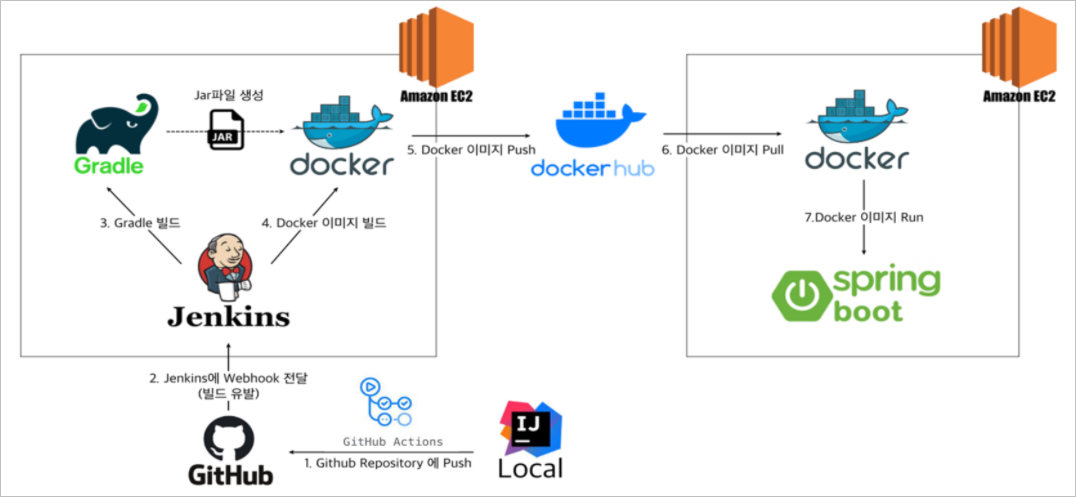 Amazon EC2
Amazon EC2
Jar파일 생성
JAR
Gradle
docker
5. Docker 이미지 Push
dockerhub
6. Docker 이미지 Pull
docker
3. Gradle 빌드
4. Docker 이미지 빌드
7.Docker 이미지 Run
Jenkins
spring
boot
2. Jenkins에 Webhook 전달
(빌드 유발)
GitHub
GitHub Actions
1. Github Repository 에 Push
IJ
Local